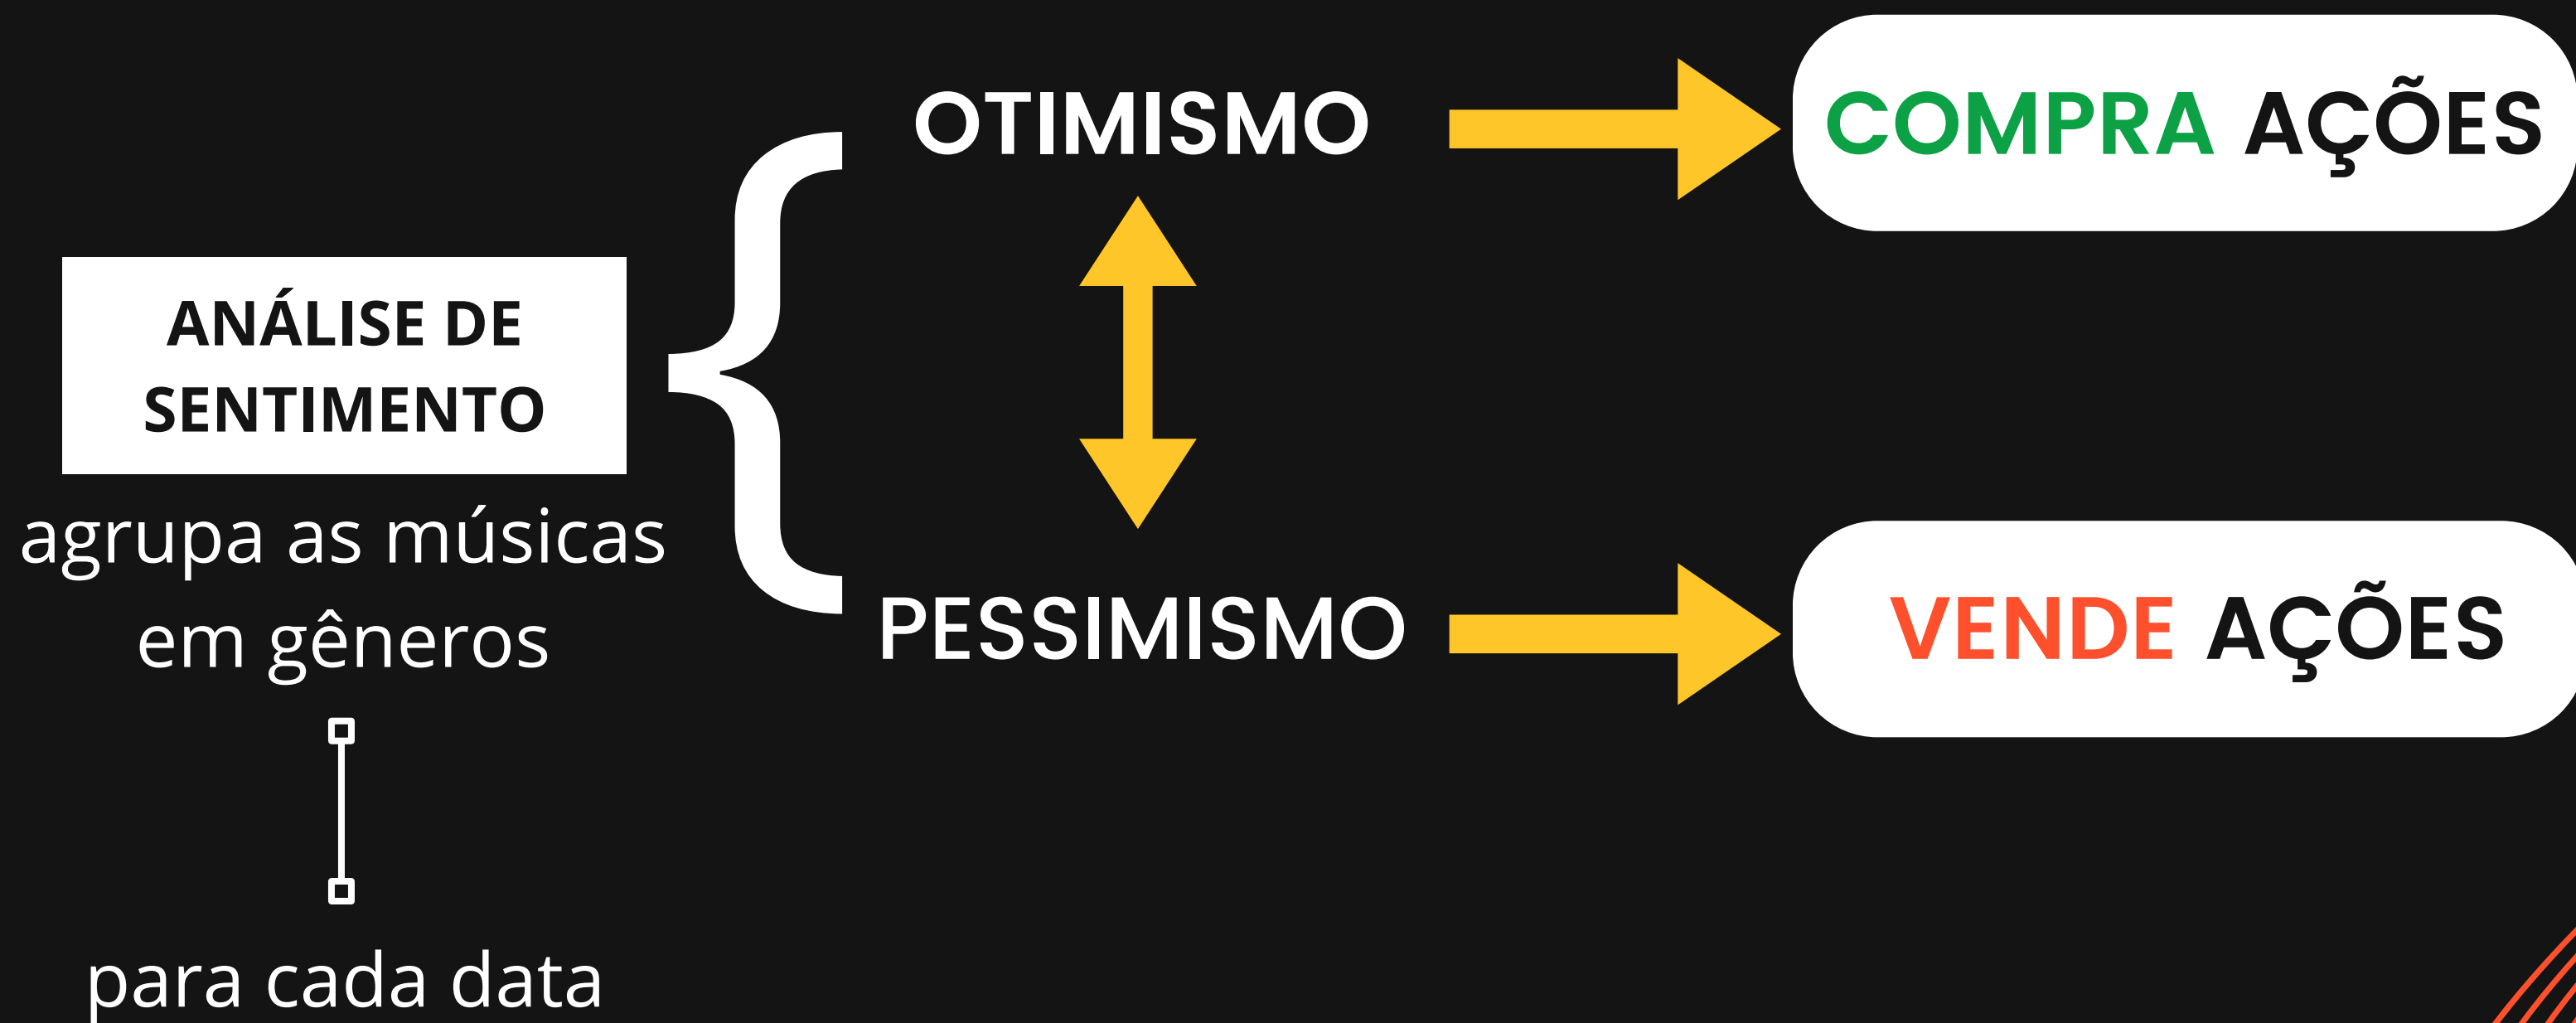 ANÁLISE DE
SENTIMENTO
agrupa as músicas
em gêneros
para cada data
OTIMISMO
PESSIMISMO
COMPRA AÇÕES
VENDE AÇÕES